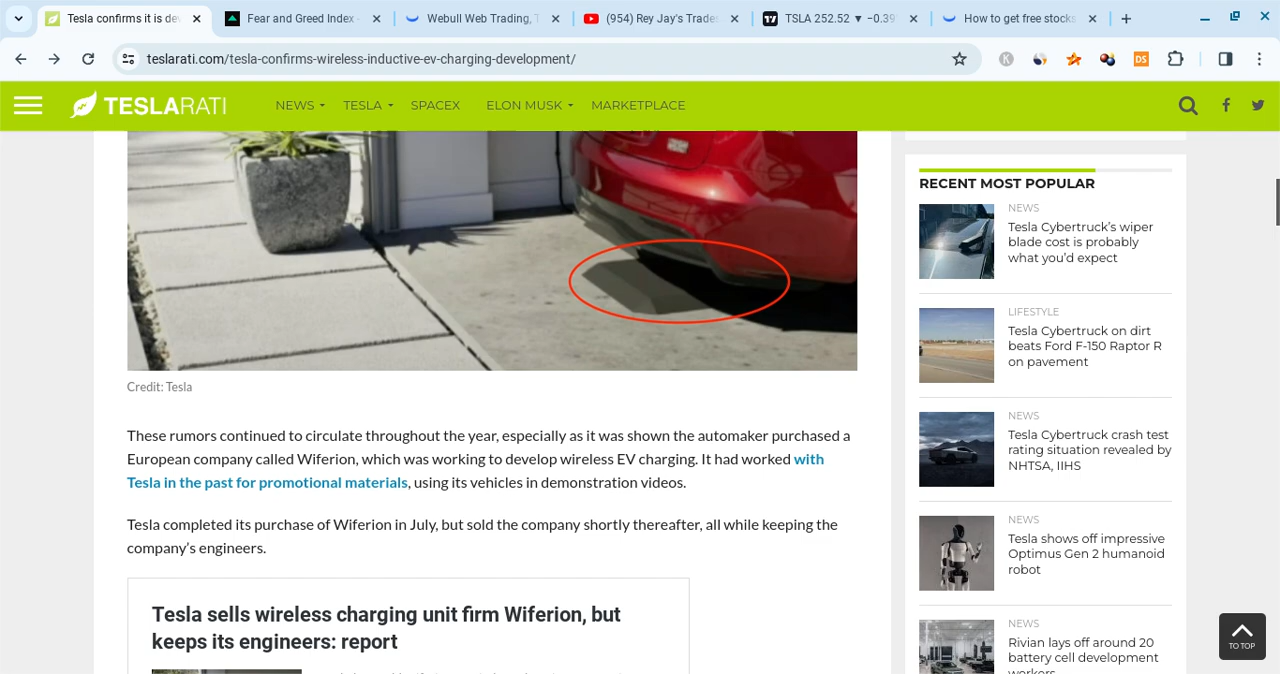 Tesla confirms it is dev
Fear and Greed Index -
Webull Web Trading, T
(954) Rey Jay's Trades
TSLA 252.52 ▼ −0.39%
How to get free stocks
teslarati.com/tesla-confirms-wireless-inductive-ev-charging-development/
K
DS
TESLARATI
NEWS
TESLA
SPACEX
ELON MUSK
MARKETPLACE
Credit: Tesla
These rumors continued to circulate throughout the year, especially as it was shown the automaker purchased a
European company called Wiferion, which was working to develop wireless EV charging. It had worked with
Tesla in the past for promotional materials, using its vehicles in demonstration videos.
Tesla completed its purchase of Wiferion in July, but sold the company shortly thereafter, all while keeping the
company's engineers.
Tesla sells wireless charging unit firm Wiferion, but
keeps its engineers: report
RECENT MOST POPULAR
NEWS
Tesla Cybertruck's wiper
blade cost is probably
what you'd expect
LIFESTYLE
Tesla Cybertruck on dirt
beats Ford F-150 Raptor R
on pavement
NEWS
Tesla Cybertruck crash test
rating situation revealed by
NHTSA, IIHS
NEWS
Tesla shows off impressive
Optimus Gen 2 humanoid
robot
NEWS
Rivian lays off around 20
battery cell development
workers
TO TOP